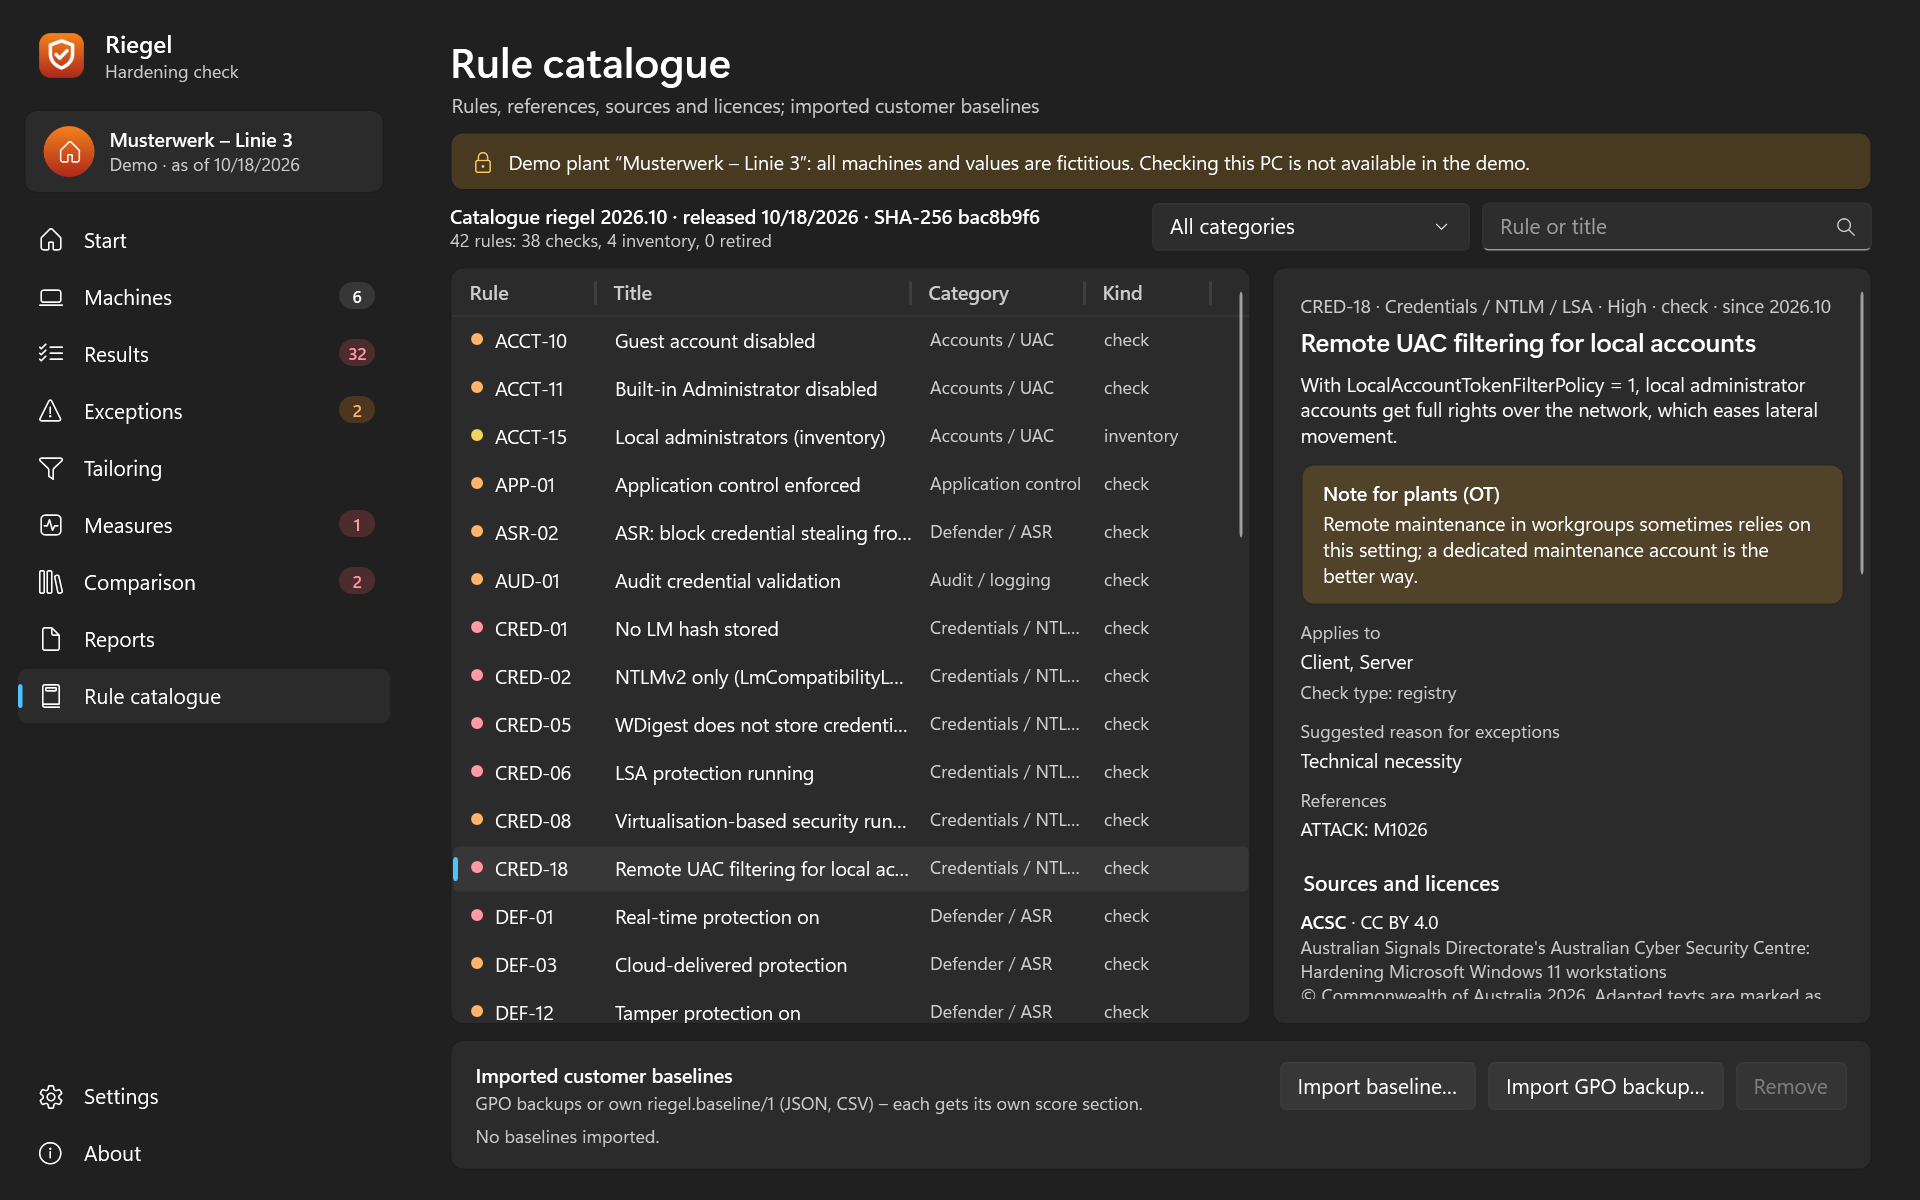 Riegel
Hardening check
Musterwerk – Linie 3
Demo · as of 10/18/2026
Start
Machines 6
Results 32
Exceptions 2
Tailoring
Measures 1
Comparison 2
Reports
Rule catalogue
Settings
About
Rule catalogue
Rules, references, sources and licences; imported customer baselines
Demo plant “Musterwerk – Linie 3”: all machines and values are fictitious. Checking this PC is not available in the demo.
Catalogue riegel 2026.10 · released 10/18/2026 · SHA-256 bac8b9f6
42 rules: 38 checks, 4 inventory, 0 retired
All categories
Rule or title
Rule Title Category Kind
ACCT-10 Guest account disabled Accounts / UAC check
ACCT-11 Built-in Administrator disabled Accounts / UAC check
ACCT-15 Local administrators (inventory) Accounts / UAC inventory
APP-01 Application control enforced Application control check
ASR-02 ASR: block credential stealing fro... Defender / ASR check
AUD-01 Audit credential validation Audit / logging check
CRED-01 No LM hash stored Credentials / NTL... check
CRED-02 NTLMv2 only (LmCompatibilityL... Credentials / NTL... check
CRED-05 WDigest does not store credenti... Credentials / NTL... check
CRED-06 LSA protection running Credentials / NTL... check
CRED-08 Virtualisation-based security run... Credentials / NTL... check
CRED-18 Remote UAC filtering for local ac... Credentials / NTL... check
DEF-01 Real-time protection on Defender / ASR check
DEF-03 Cloud-delivered protection Defender / ASR check
DEF-12 Tamper protection on Defender / ASR check
CRED-18 · Credentials / NTLM / LSA · High · check · since 2026.10
Remote UAC filtering for local accounts
With LocalAccountTokenFilterPolicy = 1, local administrator
accounts get full rights over the network, which eases lateral
movement.
Note for plants (OT)
Remote maintenance in workgroups sometimes relies on
this setting; a dedicated maintenance account is the
better way.
Applies to
Client, Server
Check type: registry
Suggested reason for exceptions
Technical necessity
References
ATTACK: M1026
Sources and licences
ACSC · CC BY 4.0
Australian Signals Directorate's Australian Cyber Security Centre:
Hardening Microsoft Windows 11 workstations
© Commonwealth of Australia 2026. Adapted texts are marked as
Imported customer baselines
GPO backups or own riegel.baseline/1 (JSON, CSV) – each gets its own score section.
No baselines imported.
Import baseline...
Import GPO backup...
Remove